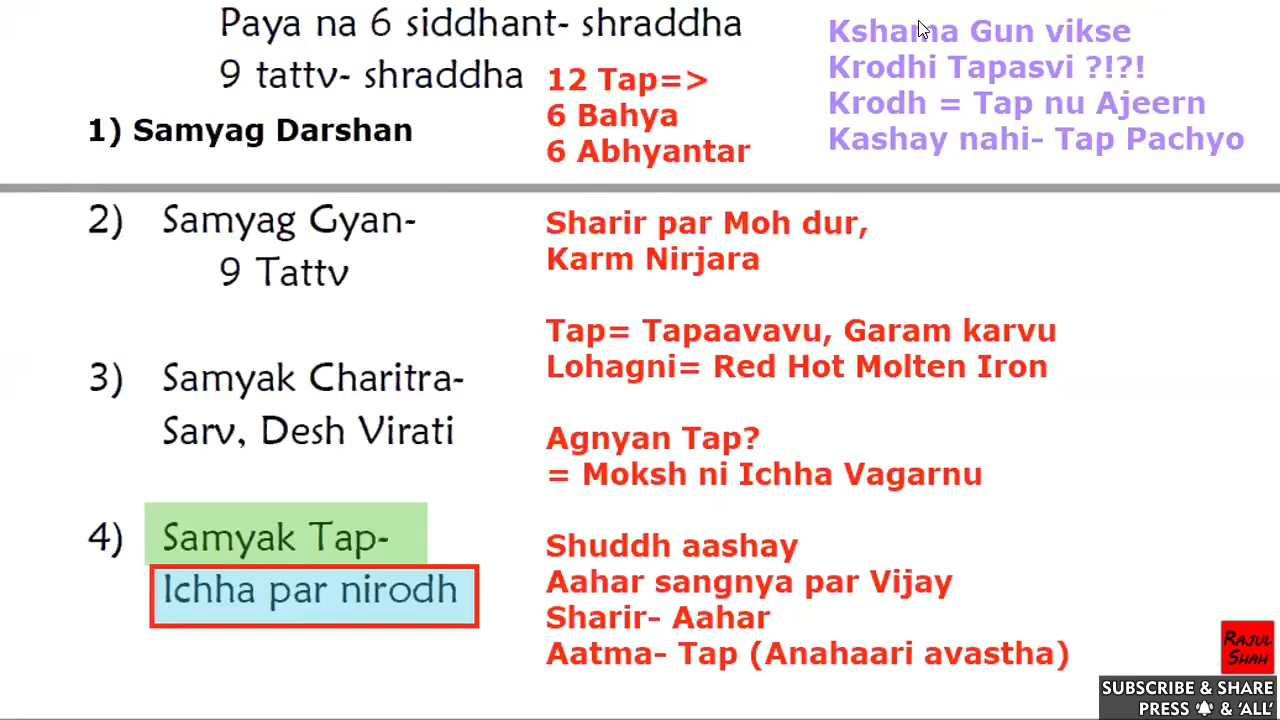 Paya na 6 siddhant- shraddha
9 tattv- shraddha
1) Samyag Darshan
12 Tap=>
6 Bahya
6 Abhyantar
Kshama Gun vikse
Krodhi Tapasvi ?!?!
Krodh = Tap nu Ajeern
Kashay nahi- Tap Pachyo
2) Samyag Gyan-
9 Tattv
3) Samyak Charitra-
Sarv, Desh Virati
4) Samyak Tap-
Ichha par nirodh
Sharir par Moh dur,
Karm Nirjara
Tap= Tapaavavu, Garam karvu
Lohagni= Red Hot Molten Iron
Agnyan Tap?
= Moksh ni Ichha Vagarnu
Shuddh aashay
Aahar sangnya par Vijay
Sharir- Aahar
Aatma- Tap (Anahaari avastha)
RAJUL
SHAH
SUBSCRIBE & SHARE
PRESS & ‘ALL’